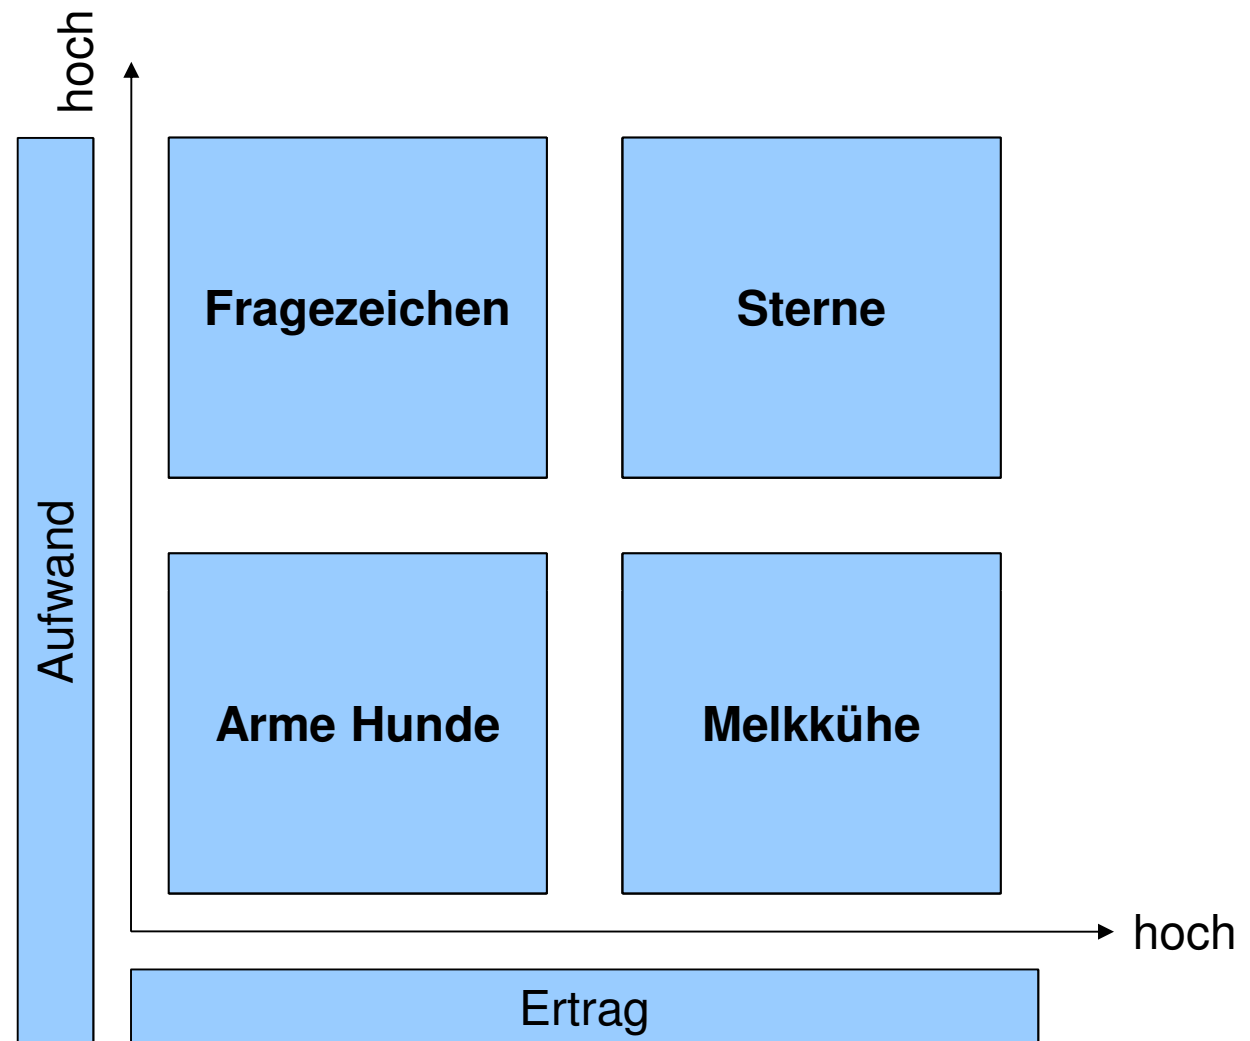 hoch
Fragezeichen
Sterne
Aufwand
Arme Hunde
Melkkühe
hoch
Ertrag